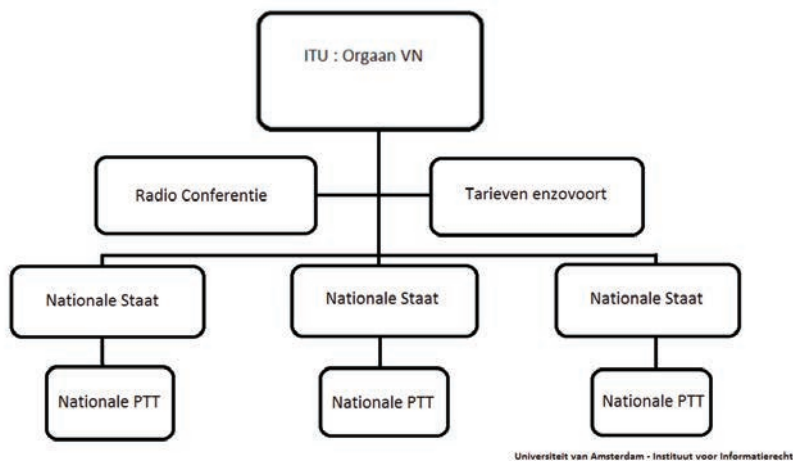 ITU : Orgaan VN
Radio Conferentie
Tarieven enzovoort
Nationale Staat
Nationale Staat
Nationale Staat
Nationale PTT
Nationale PTT
Nationale PTT
Universiteit van Amsterdam - Instituut voor Informatierecht